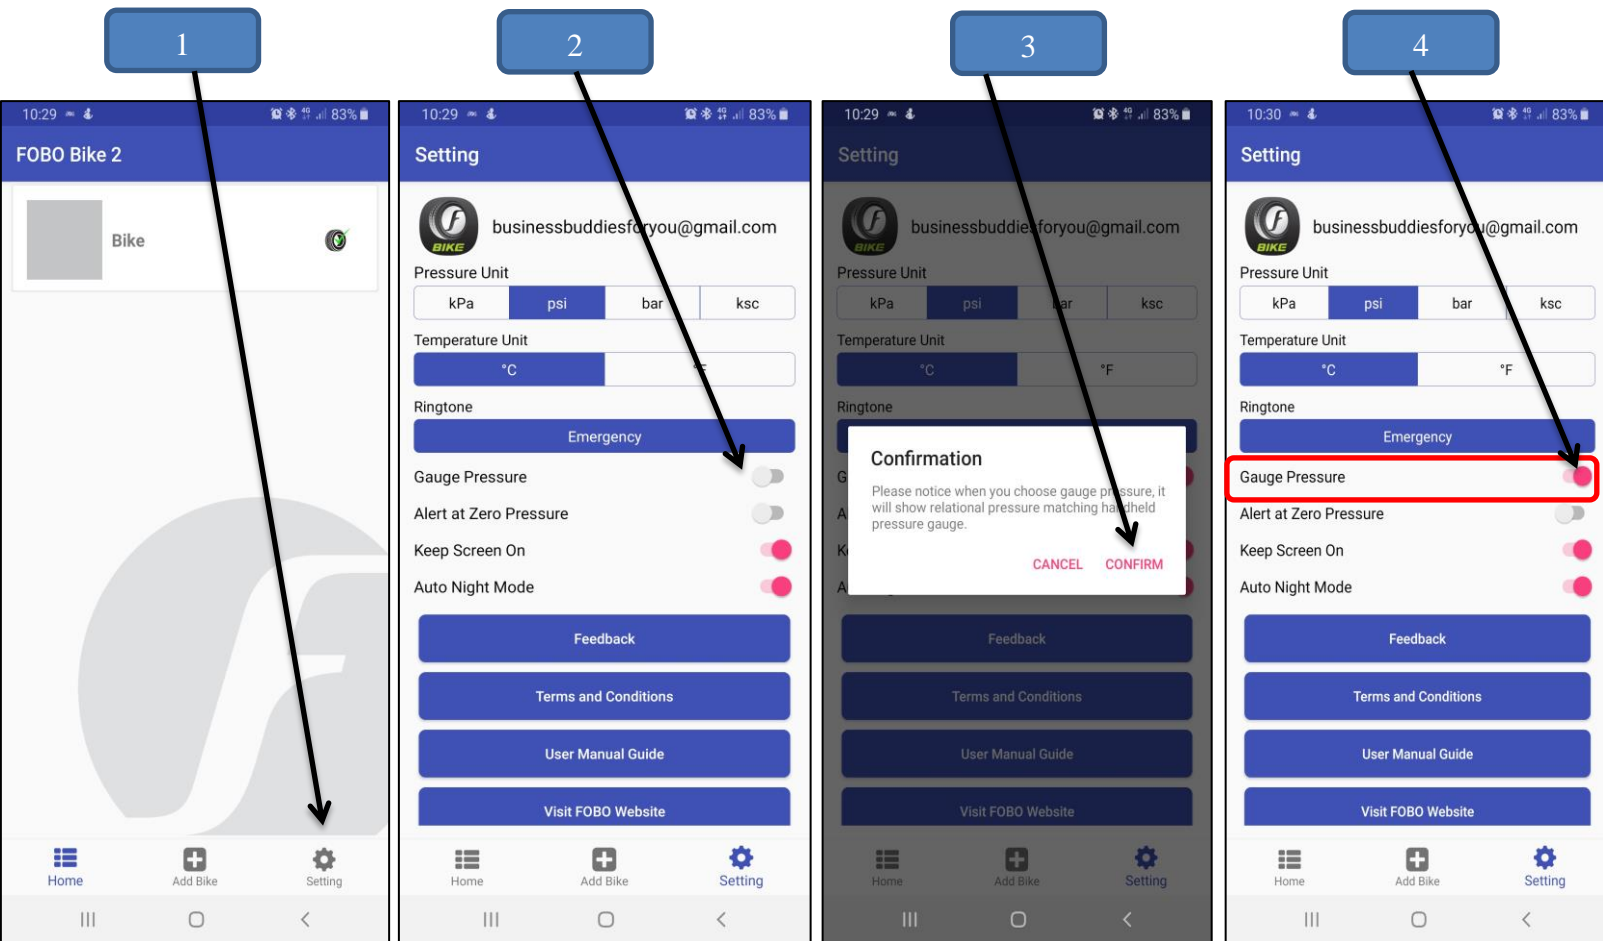 1
2
3
4
10:29 4G 83%
FOBO Bike 2
Bike
Home
Add Bike
Setting
10:29 4G 83%
Setting
BIKE
businessbuddiesforyou@gmail.com
Pressure Unit
kPa psi bar ksc
Temperature Unit
°C °F
Ringtone
Emergency
Gauge Pressure
Alert at Zero Pressure
Keep Screen On
Auto Night Mode
Feedback
Terms and Conditions
User Manual Guide
Visit FOBO Website
Home
Add Bike
Setting
10:29 4G 83%
Setting
BIKE
businessbuddiesforyou@gmail.com
Pressure Unit
kPa psi bar ksc
Temperature Unit
°C °F
Ringtone
Confirmation
Please notice when you choose gauge pressure, it
will show relational pressure matching handheld
pressure gauge.
CANCEL CONFIRM
Feedback
Terms and Conditions
User Manual Guide
Visit FOBO Website
Home
Add Bike
Setting
10:30 4G 83%
Setting
BIKE
businessbuddiesforyou@gmail.com
Pressure Unit
kPa psi bar ksc
Temperature Unit
°C °F
Ringtone
Emergency
Gauge Pressure
Alert at Zero Pressure
Keep Screen On
Auto Night Mode
Feedback
Terms and Conditions
User Manual Guide
Visit FOBO Website
Home
Add Bike
Setting